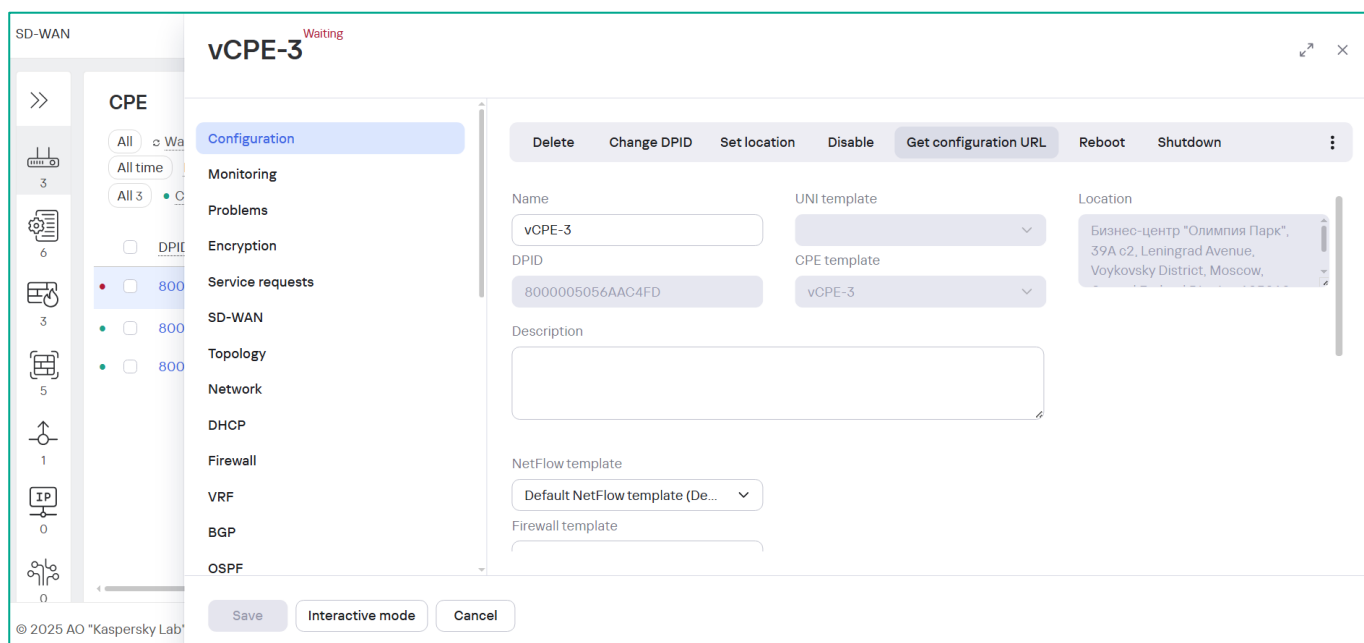 SD-WAN
vCPE-3
Waiting
CPE
All
Wa
All time
All 3
C
DPID
800
800
800
3
6
3
5
1
IP
0
0
Configuration
Monitoring
Problems
Encryption
Service requests
SD-WAN
Topology
Network
DHCP
Firewall
VRF
BGP
OSPF
Delete Change DPID Set location Disable Get configuration URL Reboot Shutdown
Name
vCPE-3
UNI template
Location
Бизнес-центр "Олимпия Парк",
39А с2, Leningrad Avenue,
Voykovsky District, Moscow,
DPID
8000005056AAC4FD
CPE template
vCPE-3
Description
NetFlow template
Default NetFlow template (De...
Firewall template
Save Interactive mode Cancel
© 2025 AO "Kaspersky Lab"